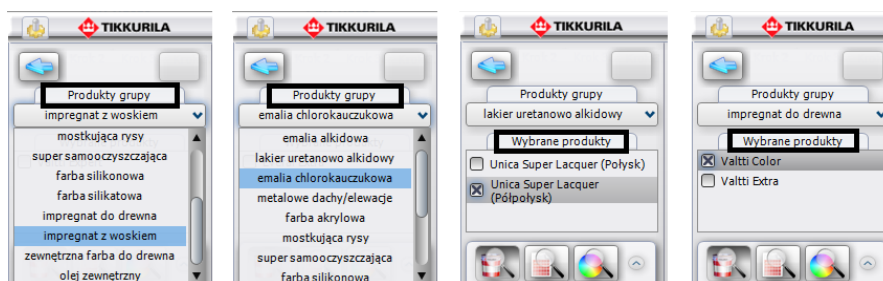 TIKKURILA
Produkty grupy
impregnat z woskiem
mostkująca rysy
super samooczyszczająca
farba silikonowa
farba silikatowa
impregnat do drewna
impregnat z woskiem
zewnętrzna farba do drewna
olej zewnętrzny
TIKKURILA
Produkty grupy
emalia chlorokauczukowa
emalia alkidowa
lakier uretanowo alkidowy
emalia chlorokauczukowa
metalowe dachy/elewacje
farba akrylowa
mostkująca rysy
super samooczyszczająca
farba silikonowa
TIKKURILA
Produkty grupy
lakier uretanowo alkidowy
Wybrane produkty
Unica Super Lacquer (Połysk)
Unica Super Lacquer
(Półpołysk)
TIKKURILA
Produkty grupy
impregnat do drewna
Wybrane produkty
Valtti Color
Valtti Extra